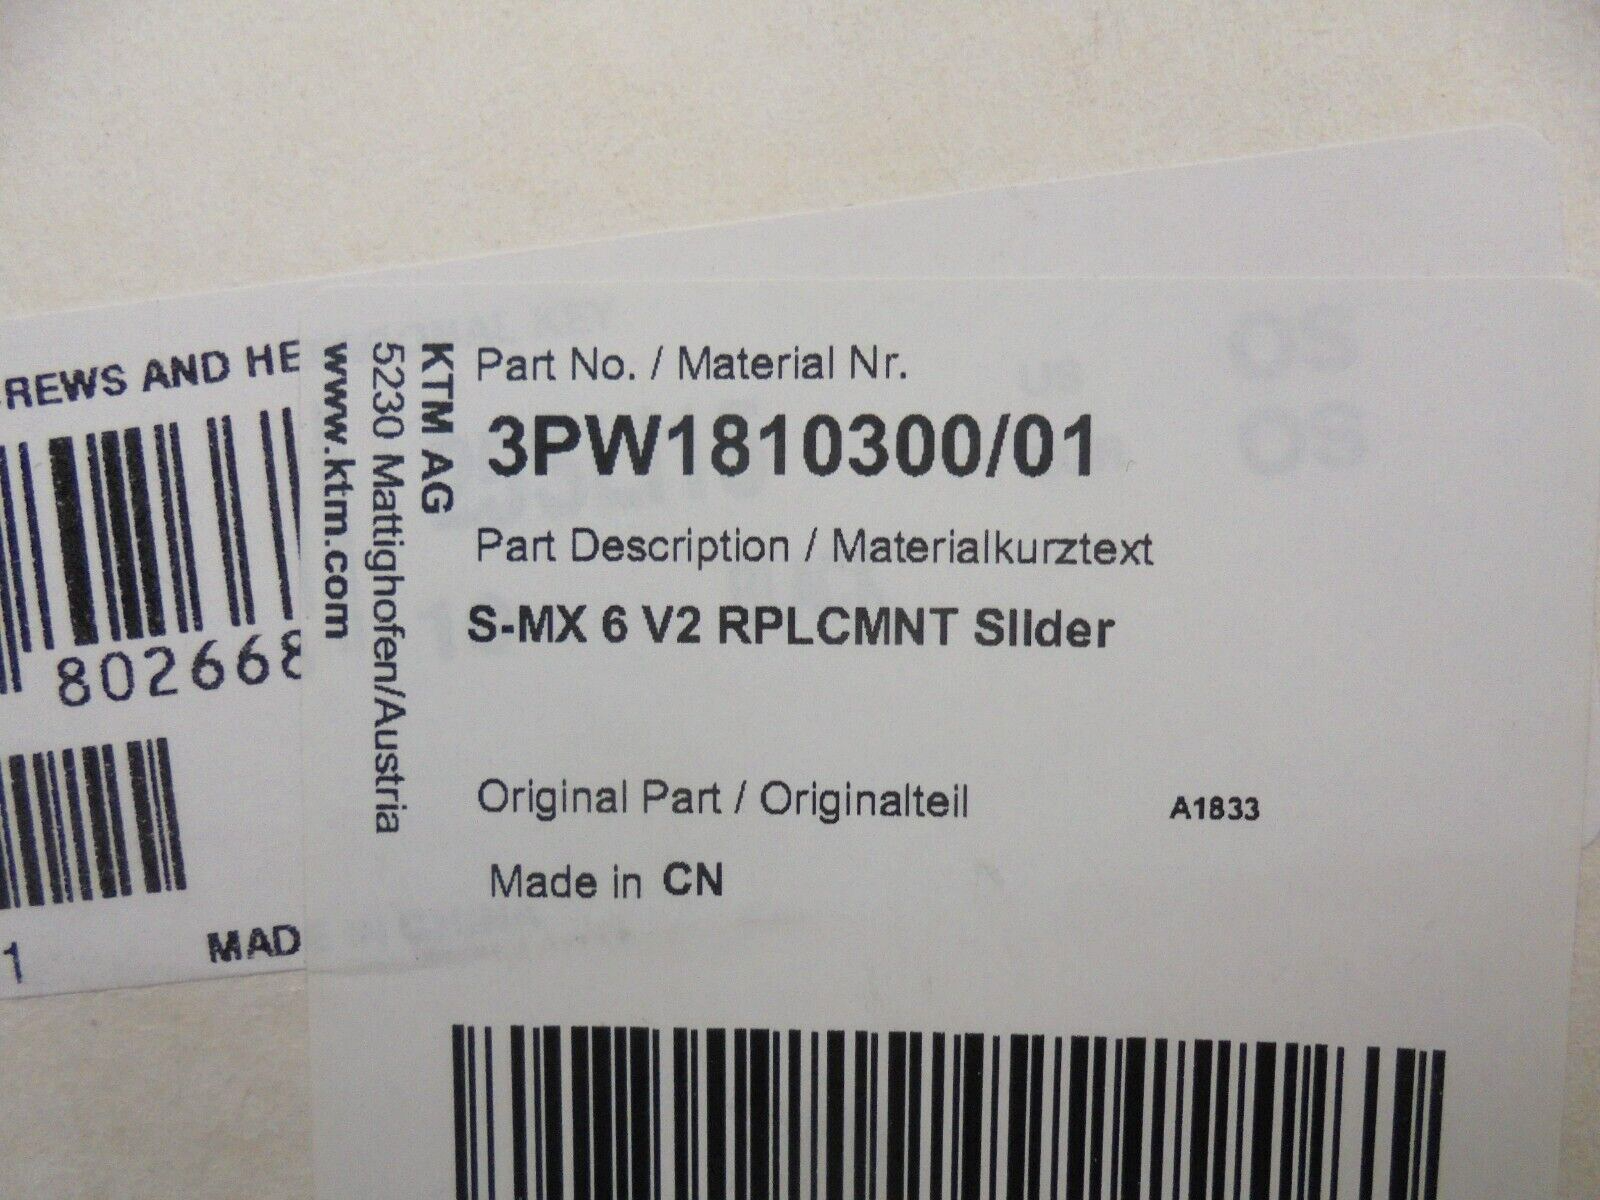 REWS AND HE
802668
1
MAD
KTM AG
5230 Mattighofen/Austria
www.ktm.com
Part No. / Material Nr.
3PW1810300/01
Part Description / Materialkurztext
S-MX 6 V2 RPLCMNT Slider
Original Part / Originalteil
A1833
Made in CN